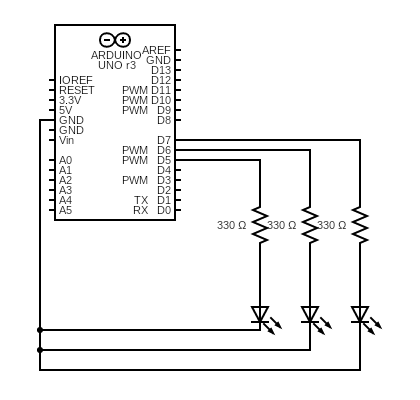 ARDUINO
UNO r3
AREF
GND
D13
IOREF D12
RESET PWM D11
3.3V PWM D10
5V PWM D9
GND D8
GND
Vin D7
PWM D6
A0 PWM D5
A1 D4
A2 PWM D3
A3 D2
A4 TX D1
A5 RX D0
330 Ω 330 Ω 330 Ω